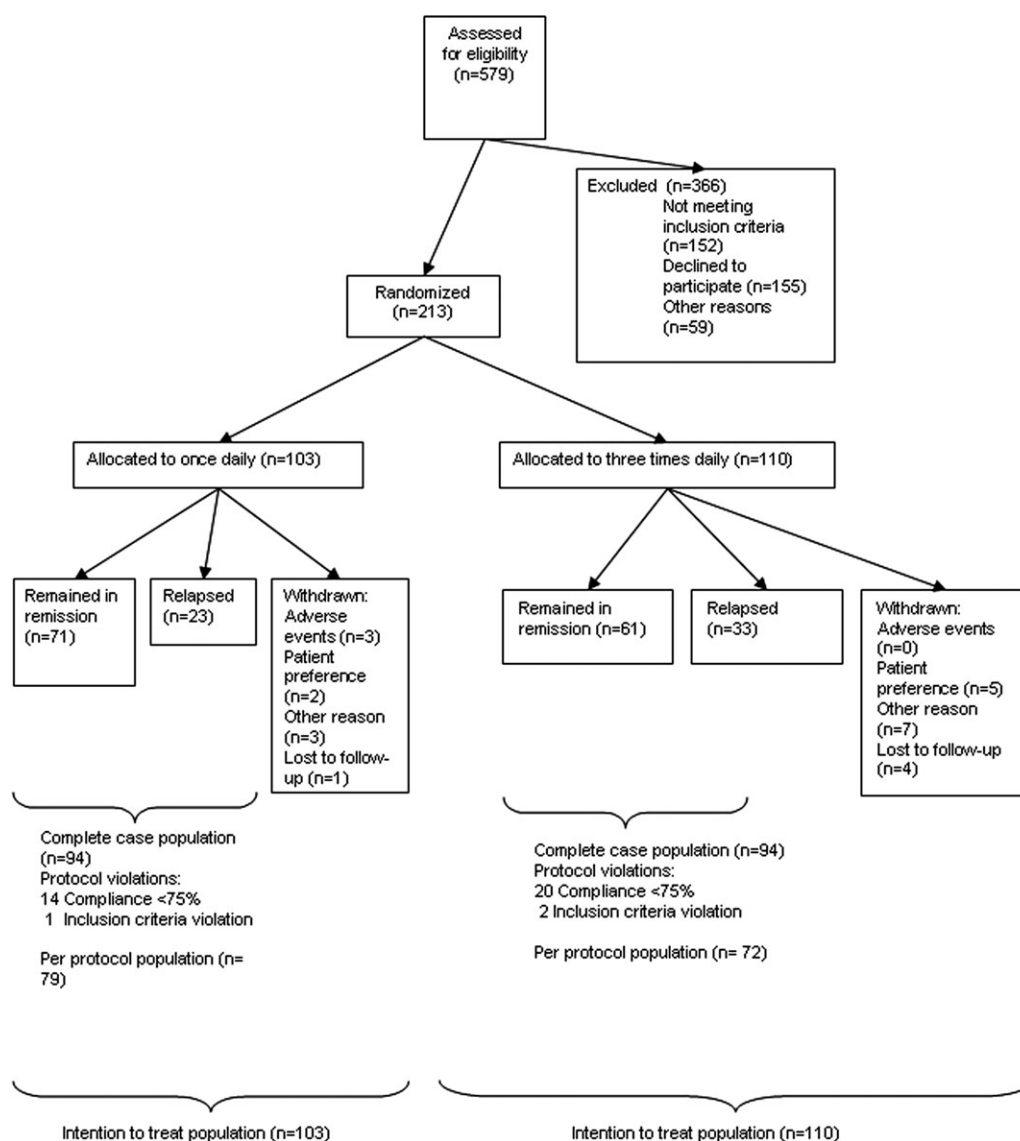 Assessed
for eligibility
(n=579)
Excluded (n=366)
Not meeting
inclusion criteria
(n=152)
Declined to
participate (n=155)
Other reasons
(n=59)
Randomized
(n=213)
Allocated to once daily (n=103)
Allocated to three times daily (n=110)
Remained in
remission
(n=71)
Relapsed
(n=23)
Withdrawn:
Adverse
events (n=3)
Patient
preference
(n=2)
Other reason
(n=3)
Lost to follow-
up (n=1)
Remained in
remission (n=61)
Relapsed
(n=33)
Withdrawn:
Adverse events
(n=0)
Patient
preference (n=5)
Other reason
(n=7)
Lost to follow-up
(n=4)
Complete case population
(n=94)
Protocol violations:
14 Compliance <75%
1 Inclusion criteria violation
Per protocol population (n=
79)
Complete case population (n=94)
Protocol violations:
20 Compliance <75%
2 Inclusion criteria violation
Per protocol population (n= 72)
Intention to treat population (n=103)
Intention to treat population (n=110)